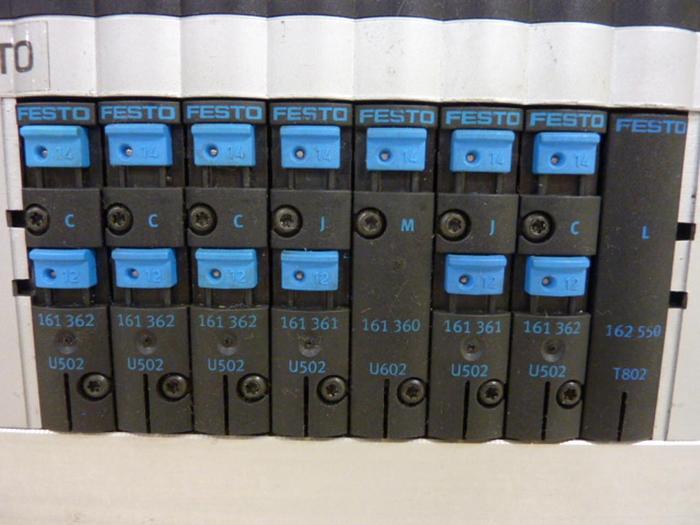 TO
FESTO FESTO FESTO FESTO FESTO FESTO FESTO FESTO
14 14 14 14 14 14 14
C C C J M J C L
12 12 12 12 12 12
161 362 161 362 161 362 161 361 161 360 161 361 161 362 162 550
U502 U502 U502 U502 U602 U502 U502 T802